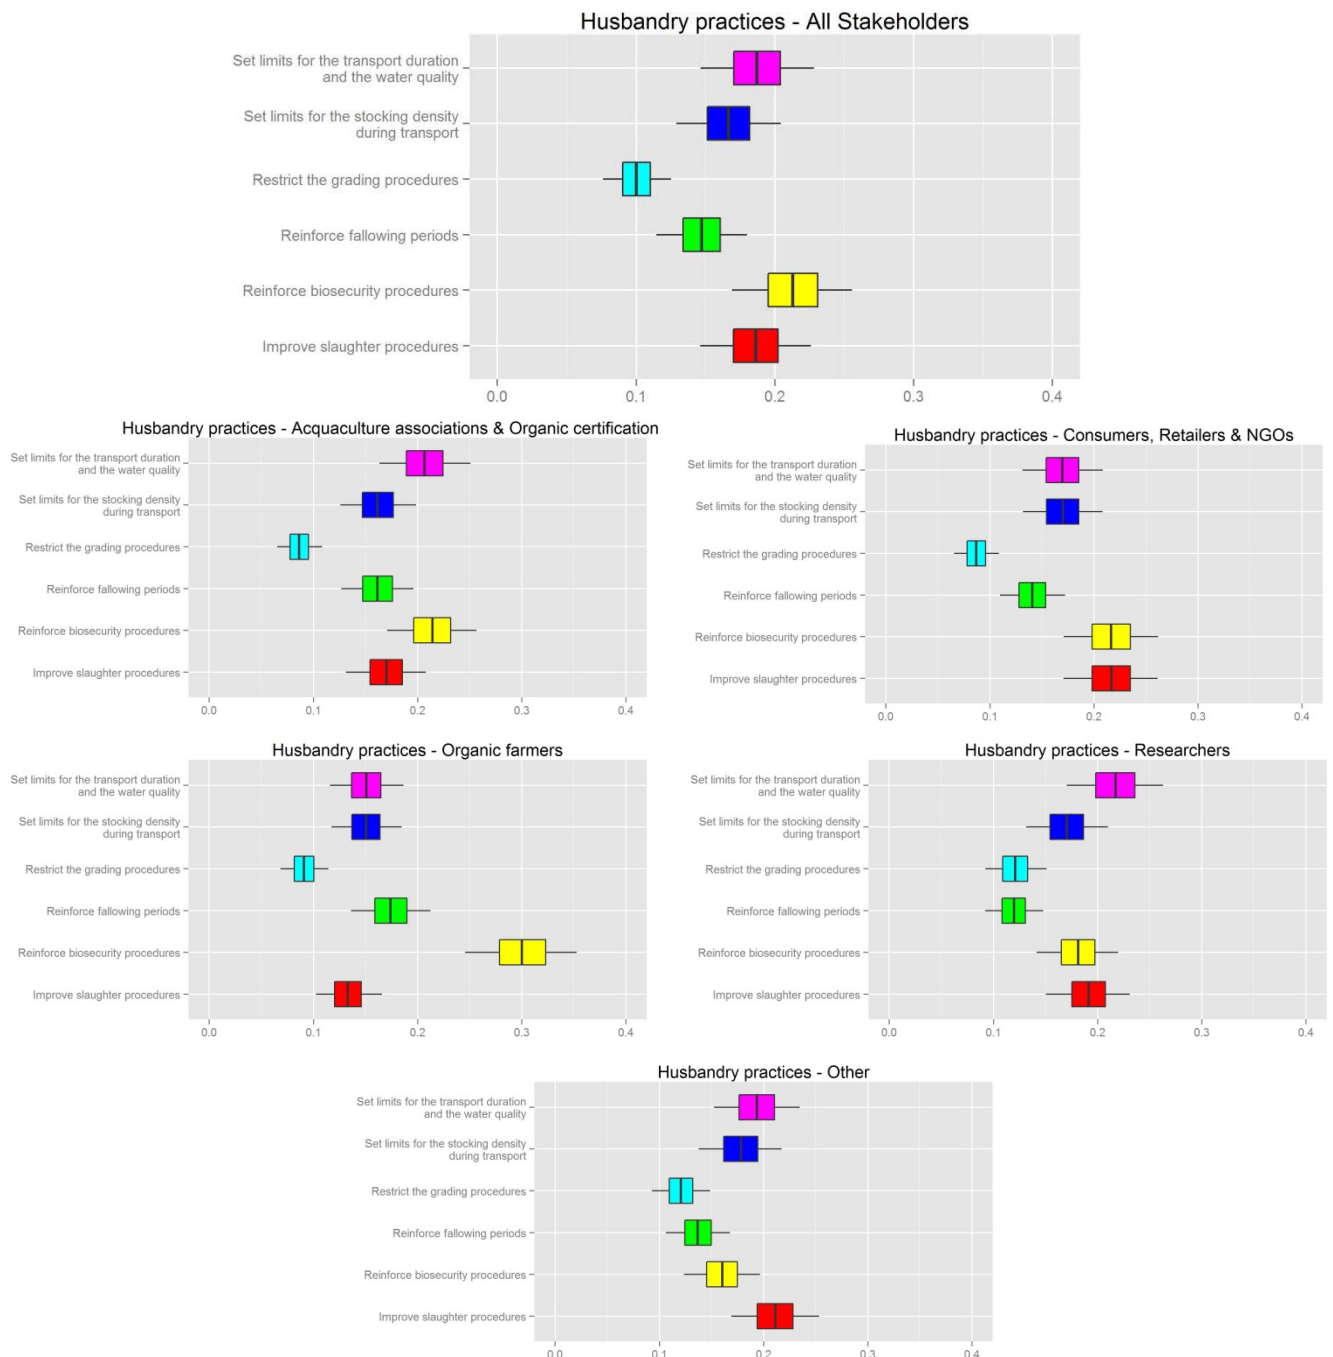 Husbandry practices - All Stakeholders
Set limits for the transport duration
and the water quality
Set limits for the stocking density
during transport
Restrict the grading procedures
Reinforce fallowing periods
Reinforce biosecurity procedures
Improve slaughter procedures
0.0 0.1 0.2 0.3 0.4
Husbandry practices - Acquaculture associations & Organic certification
Set limits for the transport duration
and the water quality
Set limits for the stocking density
during transport
Restrict the grading procedures
Reinforce fallowing periods
Reinforce biosecurity procedures
Improve slaughter procedures
0.0 0.1 0.2 0.3 0.4
Husbandry practices - Consumers, Retailers & NGOs
Set limits for the transport duration
and the water quality
Set limits for the stocking density
during transport
Restrict the grading procedures
Reinforce fallowing periods
Reinforce biosecurity procedures
Improve slaughter procedures
0.0 0.1 0.2 0.3 0.4
Husbandry practices - Organic farmers
Set limits for the transport duration
and the water quality
Set limits for the stocking density
during transport
Restrict the grading procedures
Reinforce fallowing periods
Reinforce biosecurity procedures
Improve slaughter procedures
0.0 0.1 0.2 0.3 0.4
Husbandry practices - Researchers
Set limits for the transport duration
and the water quality
Set limits for the stocking density
during transport
Restrict the grading procedures
Reinforce fallowing periods
Reinforce biosecurity procedures
Improve slaughter procedures
0.0 0.1 0.2 0.3 0.4
Husbandry practices - Other
Set limits for the transport duration
and the water quality
Set limits for the stocking density
during transport
Restrict the grading procedures
Reinforce fallowing periods
Reinforce biosecurity procedures
Improve slaughter procedures
0.0 0.1 0.2 0.3 0.4